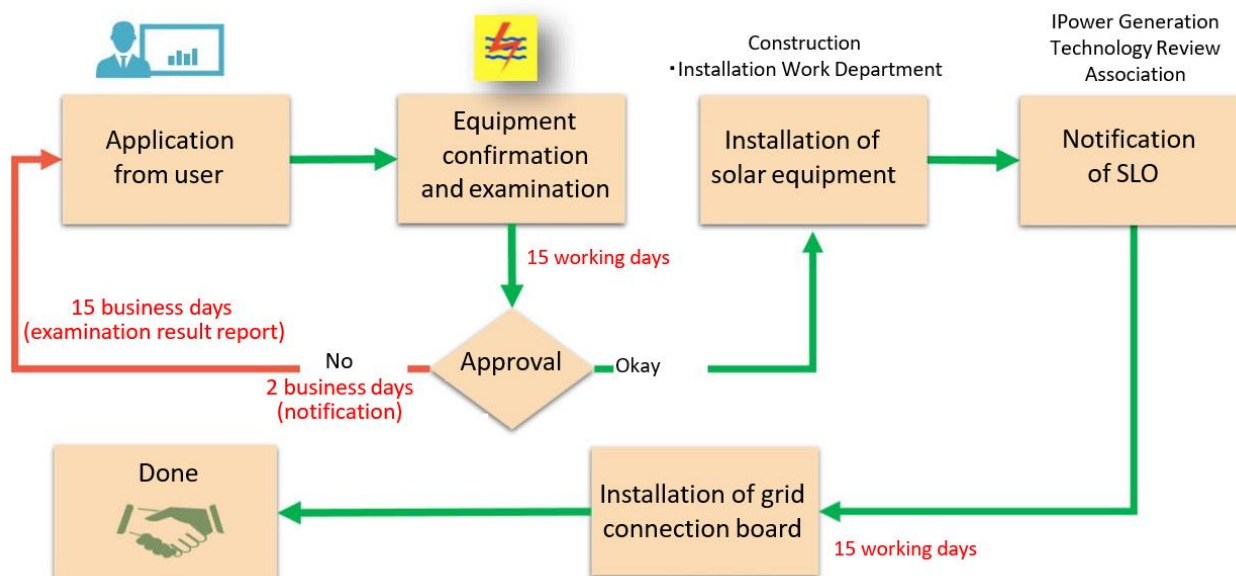 Application
from user
Equipment
confirmation
and examination
Construction
・Installation Work Department
Installation of
solar equipment
IPower Generation
Technology Review
Association
Notification
of SLO
15 working days
15 business days
(examination result report)
No
2 business days
(notification)
Approval
Okay
Done
Installation of grid
connection board
15 working days